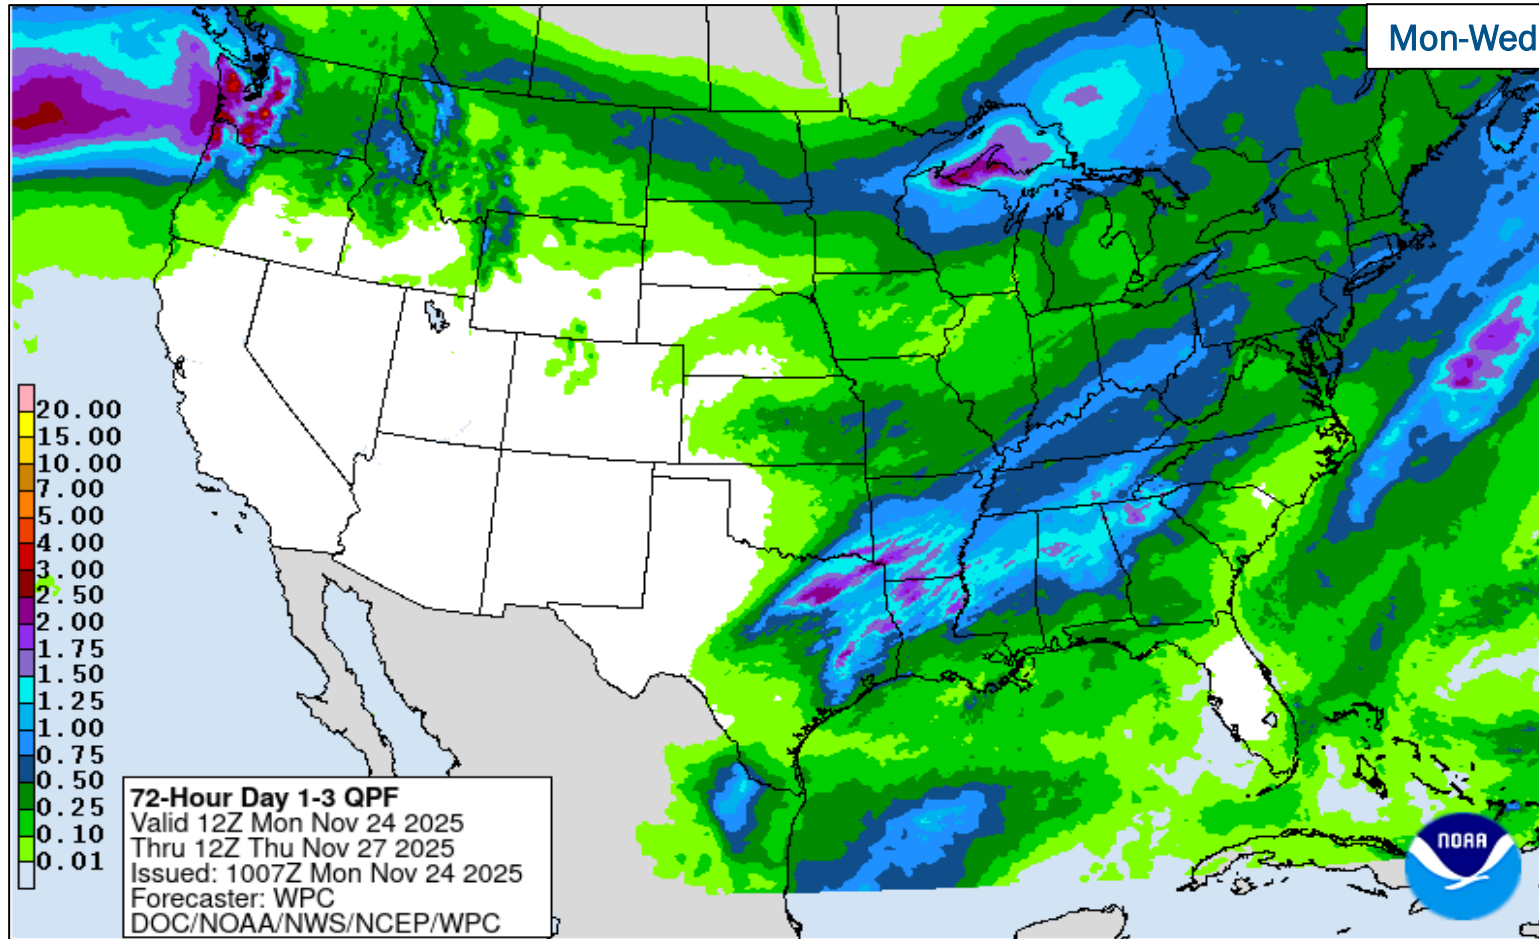 Mon-Wed
20.00
15.00
10.00
7.00
5.00
4.00
3.00
2.50
2.00
1.75
1.50
1.25
1.00
0.75
0.50
0.25
0.10
0.01
72-Hour Day 1-3 QPF
Valid 12Z Mon Nov 24 2025
Thru 12Z Thu Nov 27 2025
Issued: 1007Z Mon Nov 24 2025
Forecaster: WPC
DOC/NOAA/NWS/NCEP/WPC
NOAA